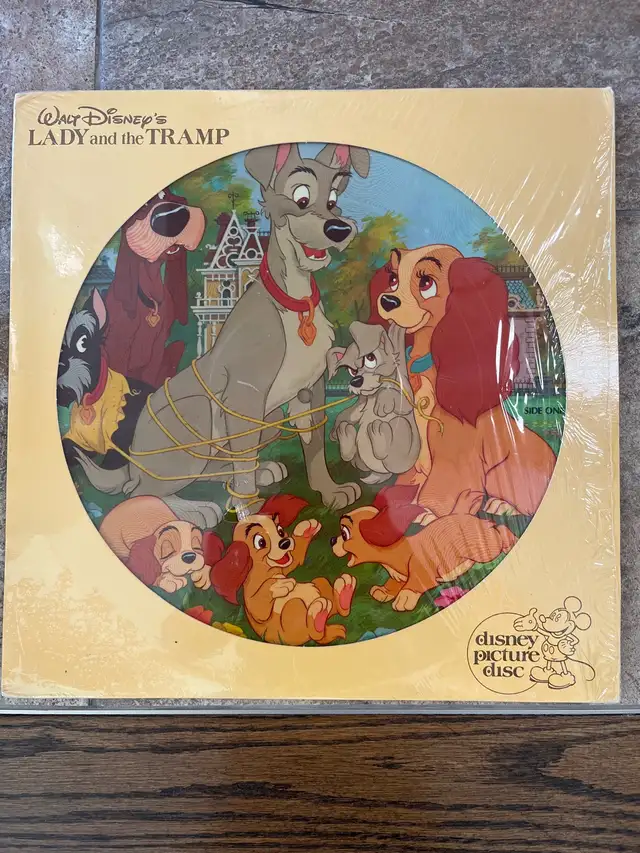 WALT DISNEY'S
LADY and the TRAMP
SIDE ONE
disney
picture
disc